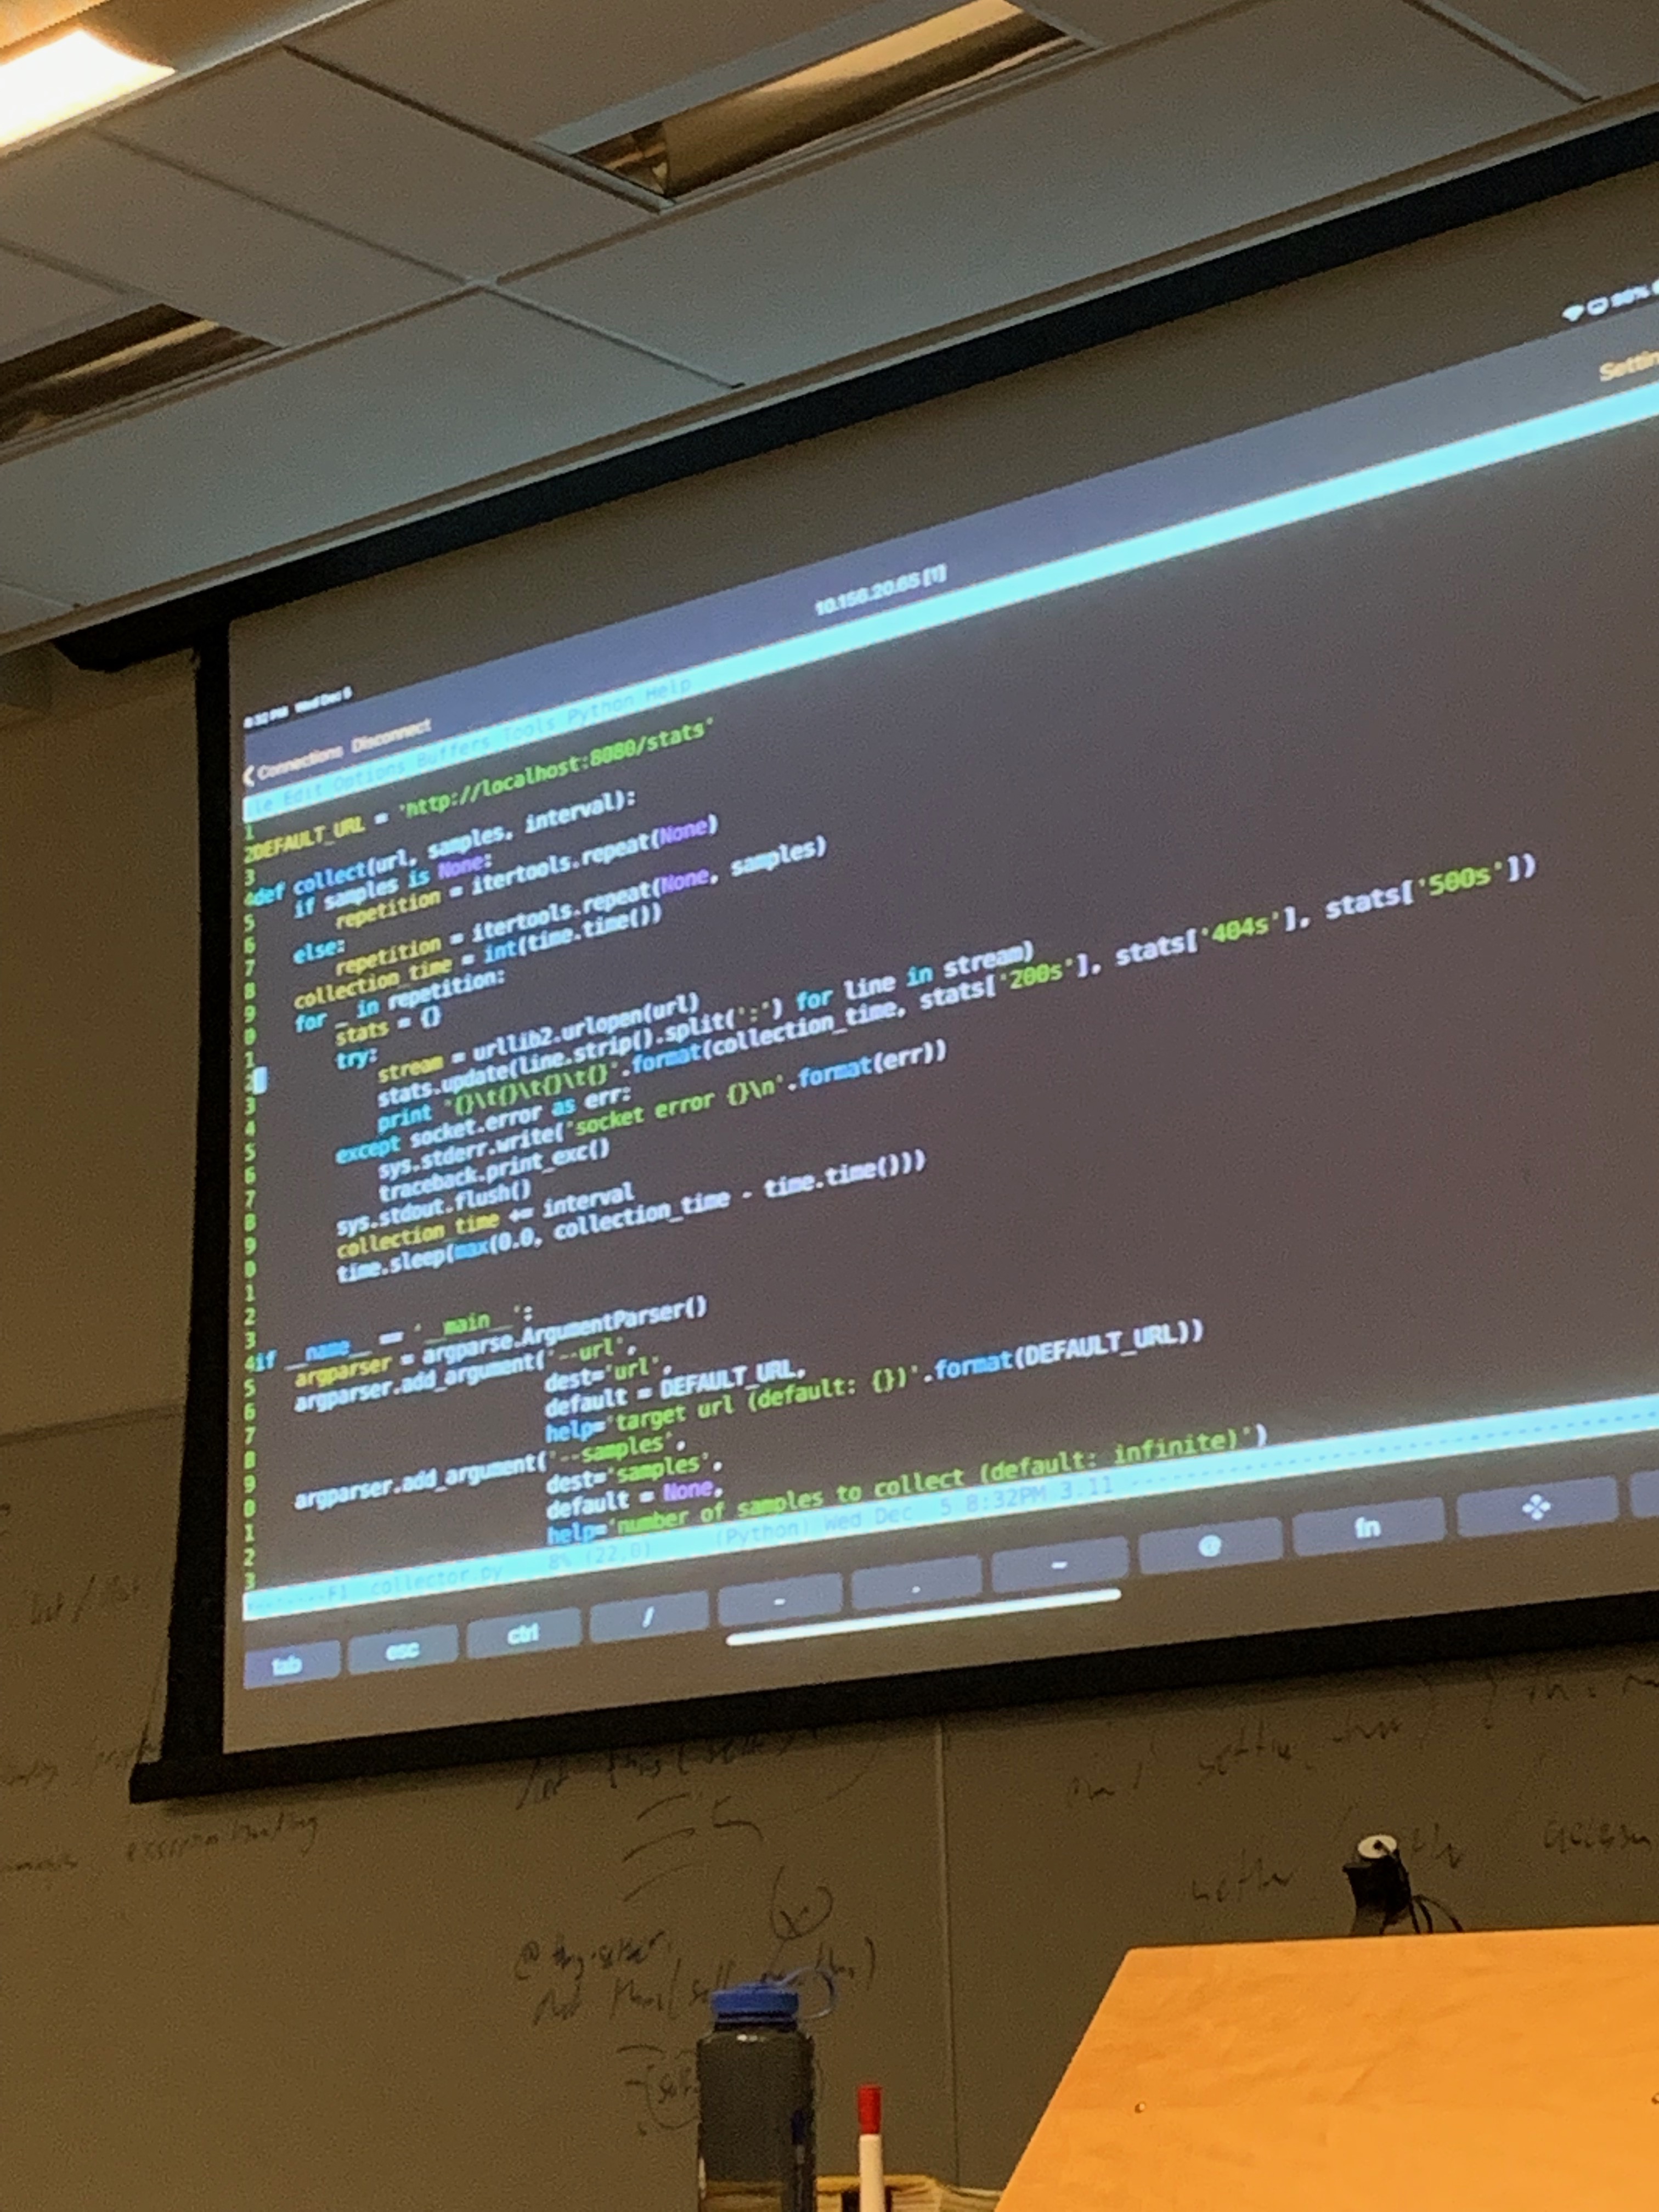 8:32 PM Wed Dec 5
98%
Connections Disconnect
10.156.20.65 [1]
le Edit Options Buffers Tools Python Help
1
2DEFAULT_URL = 'http://localhost:8080/stats'
3
4def collect(url, samples, interval):
5    if samples is None:
6        repetition = itertools.repeat(None)
7    else:
8        repetition = itertools.repeat(None, samples)
9    collection_time = int(time.time())
0    for _ in repetition:
1        stats = {}
2        try:
3            stream = urllib2.urlopen(url)
4            stats.update(line.strip().split(':') for line in stream)
5            print '{}\t{}\t{}\t{}'.format(collection_time, stats['200s'], stats['404s'], stats['500s'])
6        except socket.error as err:
7            sys.stderr.write('socket error {}\n'.format(err))
8            traceback.print_exc()
9        sys.stdout.flush()
0        collection_time += interval
1        time.sleep(max(0.0, collection_time - time.time()))
2
3
4if __name__ == '__main__':
5    argparser = argparse.ArgumentParser()
6    argparser.add_argument('--url',
7                           dest='url',
8                           default = DEFAULT_URL,
9                           help='target url (default: {})'.format(DEFAULT_URL))
0    argparser.add_argument('--samples',
1                           dest='samples',
2                           default = None,
3                           help='number of samples to collect (default: infinite)')
F1 collector.py 8% (22,0) (Python) Wed Dec 5 8:32PM 3.11
tab esc ctrl / - . ~ @ fn
exception handling